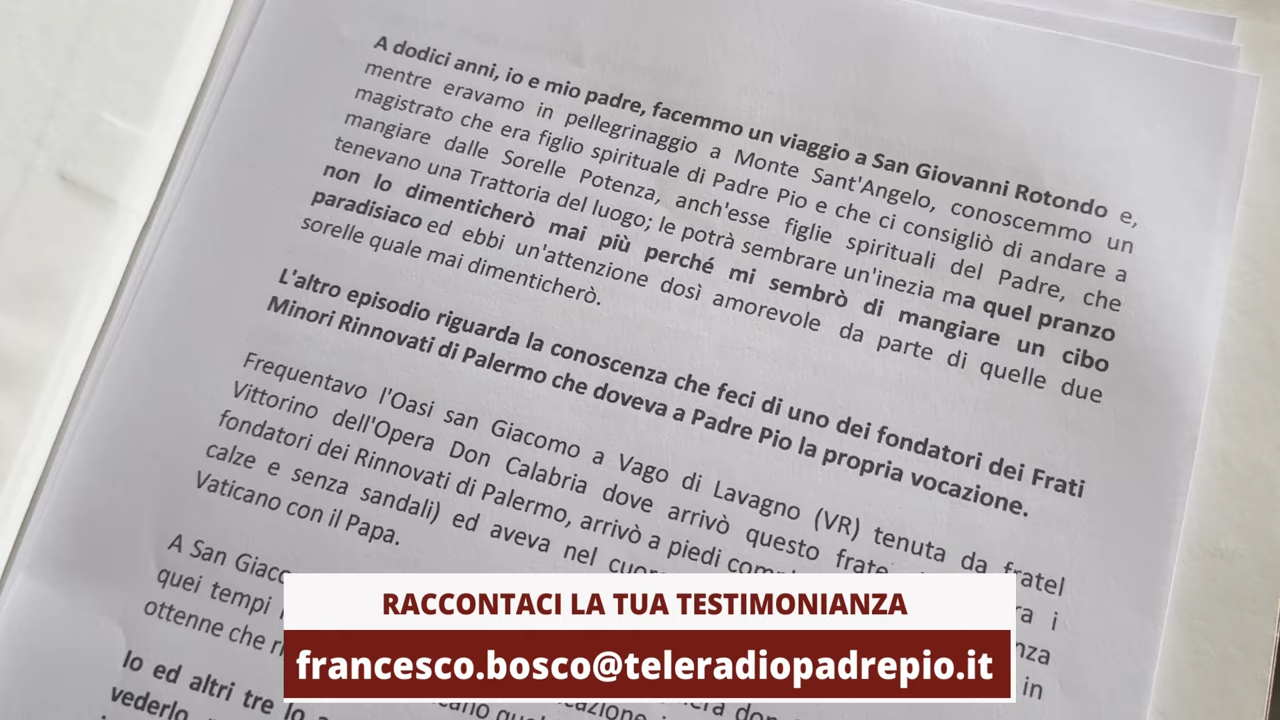 A dodici anni, io e mio padre, facemmo un viaggio a San Giovanni Rotondo e,
mentre eravamo in pellegrinaggio a Monte Sant'Angelo, conoscemmo un
magistrato che era figlio spirituale di Padre Pio e che ci consigliò di andare a
mangiare dalle Sorelle Potenza, anch'esse figlie spirituali del Padre, che
tenevano una Trattoria del luogo; le potrà sembrare un'inezia ma quel pranzo
non lo dimenticherò mai più perché mi sembrò di mangiare un cibo
paradisiaco ed ebbi un'attenzione dosì amorevole da parte di quelle due
sorelle quale mai dimenticherò.
L'altro episodio riguarda la conoscenza che feci di uno dei fondatori dei Frati
Minori Rinnovati di Palermo che doveva a Padre Pio la propria vocazione.
Frequentavo l'Oasi san Giacomo a Vago di Lavagno (VR) tenuta da fratel
Vittorino dell'Opera Don Calabria dove arrivò questo frate
fondatori dei Rinnovati di Palermo, arrivò a piedi
calze e senza sandali) ed aveva nel
Vaticano con il Papa.
A San
quei tempi
ottenne che
Io ed altri tre lo
vederlo
RACCONTACI LA TUA TESTIMONIANZA
francesco.bosco@teleradiopadrepio.it